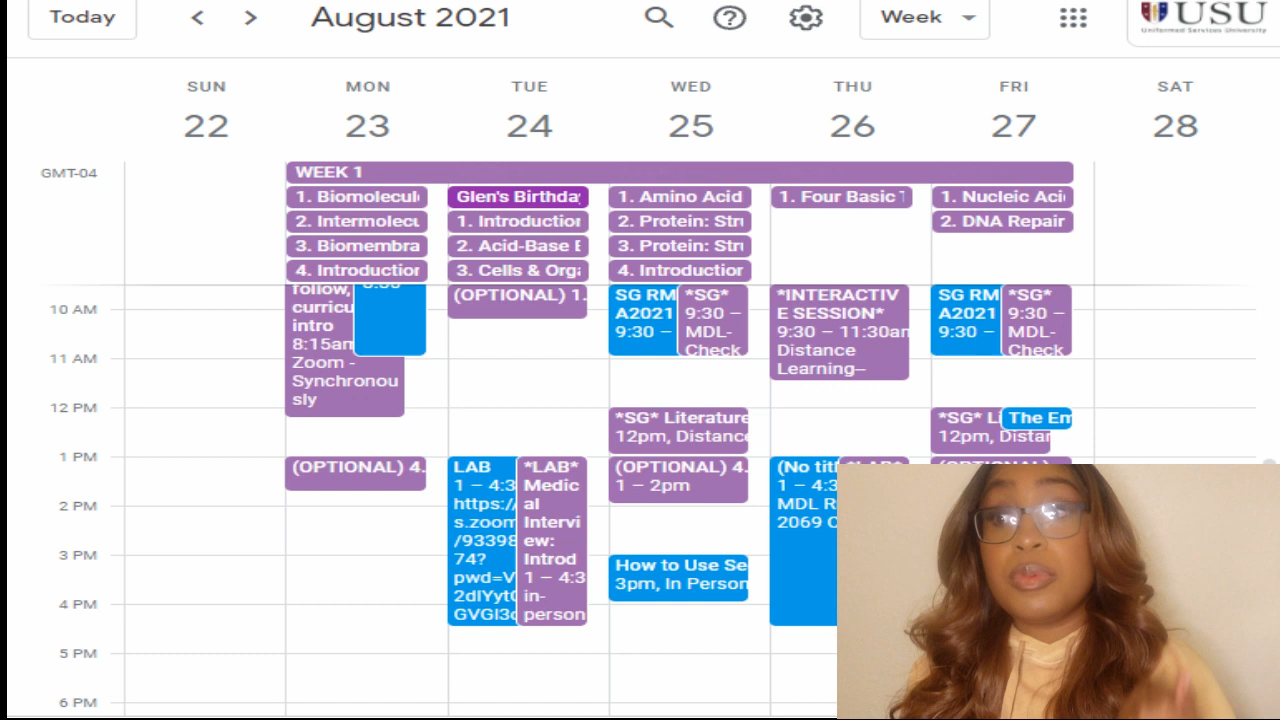 Today
August 2021
Week
USU
Uniformed Services University
SUN
MON
TUE
WED
THU
FRI
SAT
22
23
24
25
26
27
28
GMT-04
WEEK 1
1. Biomolecul
Glen's Birthda
1. Amino Acid
1. Four Basic
1. Nucleic Aci
2. Intermolecu
1. Introduction
2. Protein: Stru
2. DNA Repair
3. Biomembra
2. Acid-Base E
3. Protein: Stru
4. Introduction
3. Cells & Orga
4. Introduction
10 AM
11 AM
12 PM
1 PM
2 PM
3 PM
4 PM
5 PM
6 PM
follow,
curricu
intro
8:15am
Zoom -
Synchronou
sly
(OPTIONAL) 4.
(OPTIONAL) 1.
LAB
1 – 4:3
https://
s.zoom
/93398
74?
pwd=V
2dlYyt
GVGl3
*LAB*
Medic
al
Intervi
ew:
Introd
1 – 4:3
in-
person
SG RM
A2021
9:30 –
*SG*
9:30 –
MDL-
Check
*SG* Literature
12pm, Distance
(OPTIONAL) 4.
1 – 2pm
How to Use Se
3pm, In Person
*INTERACTIV
E SESSION*
9:30 – 11:30am
Distance
Learning–
(No titl
1 – 4:3
MDL R
2069
*LAB*
SG RM
A2021
9:30 –
*SG*
9:30 –
MDL-
Check
*SG* Li
12pm, Distan
The Em
(OPTIONAL)